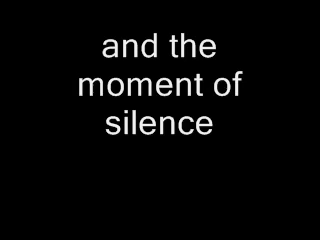 and the
moment of
silence